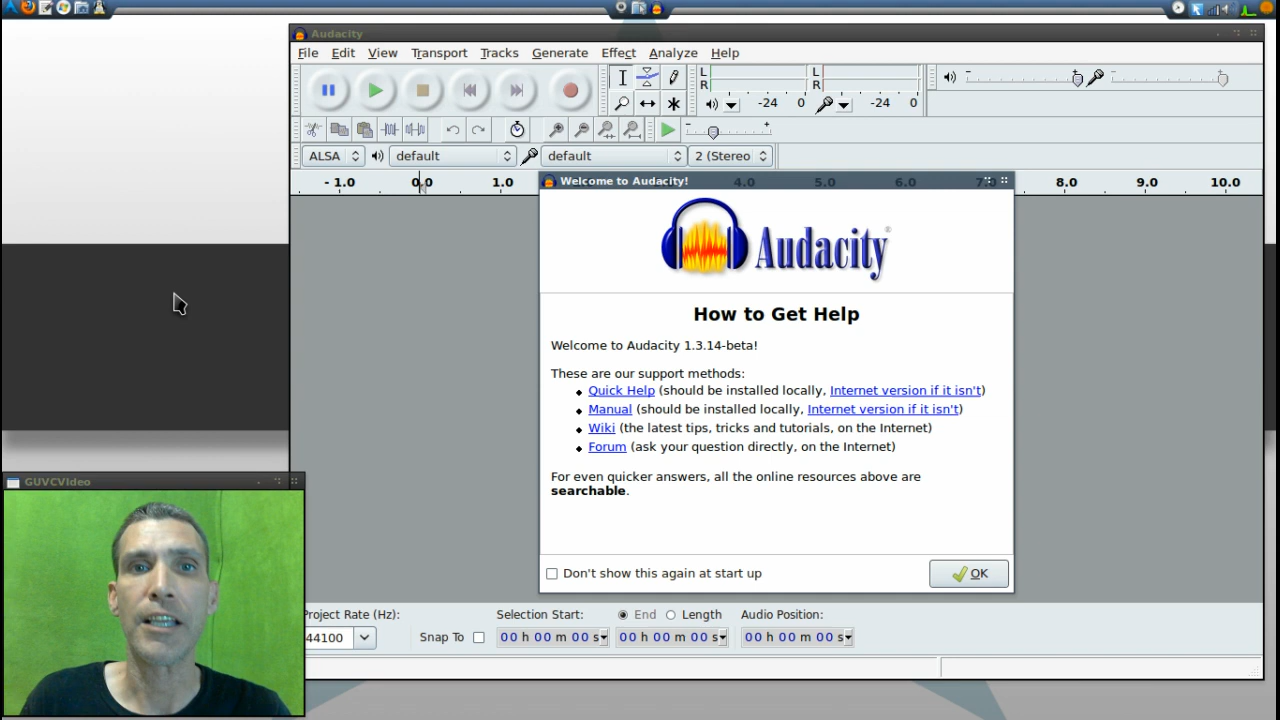 Audacity
File Edit View Transport Tracks Generate Effect Analyze Help
L R L R
-24 0 -24 0
- +
ALSA default default 2 (Stereo
- 1.0 0.0 1.0 4.0 5.0 6.0 7.0 8.0 9.0 10.0
Welcome to Audacity!
Audacity®
How to Get Help
Welcome to Audacity 1.3.14-beta!
These are our support methods:
Quick Help (should be installed locally, Internet version if it isn't)
Manual (should be installed locally, Internet version if it isn't)
Wiki (the latest tips, tricks and tutorials, on the Internet)
Forum (ask your question directly, on the Internet)
For even quicker answers, all the online resources above are
searchable.
Don't show this again at start up
OK
GUVCVideo
Project Rate (Hz): Selection Start: End Length Audio Position:
44100 Snap To 00 h 00 m 00 s 00 h 00 m 00 s 00 h 00 m 00 s